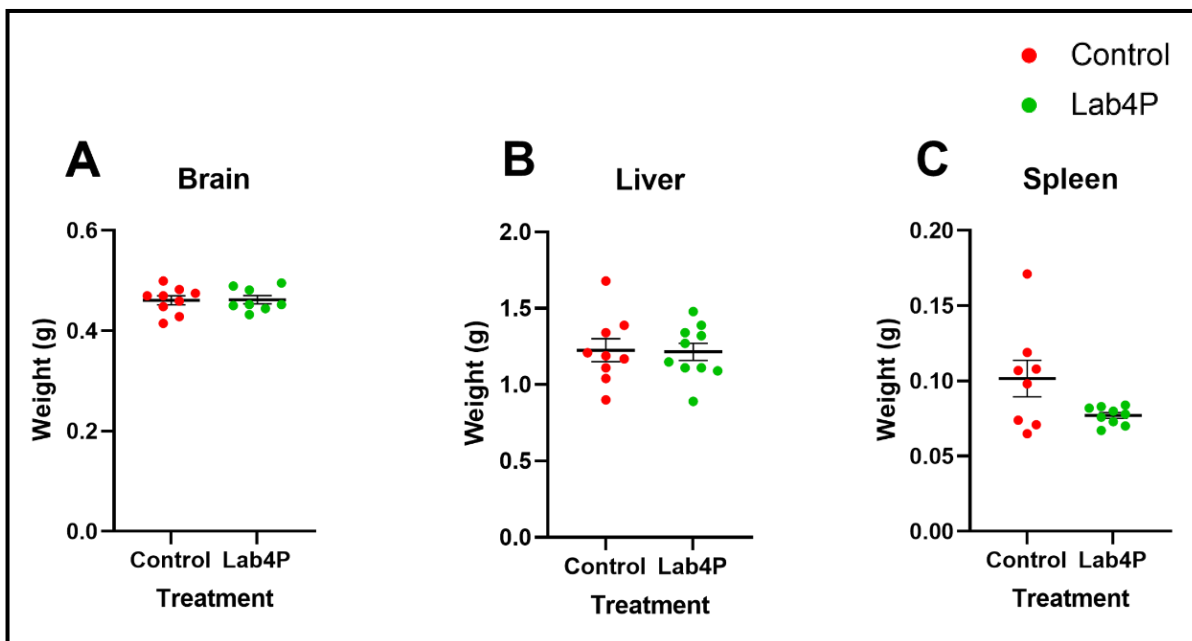 Control
Lab4P
A
Brain
0.6
0.4
0.2
0.0
Weight (g)
Control Lab4P
Treatment
B
Liver
2.0
1.5
1.0
0.5
0.0
Weight (g)
Control Lab4P
Treatment
C
Spleen
0.20
0.15
0.10
0.05
0.00
Weight (g)
Control Lab4P
Treatment